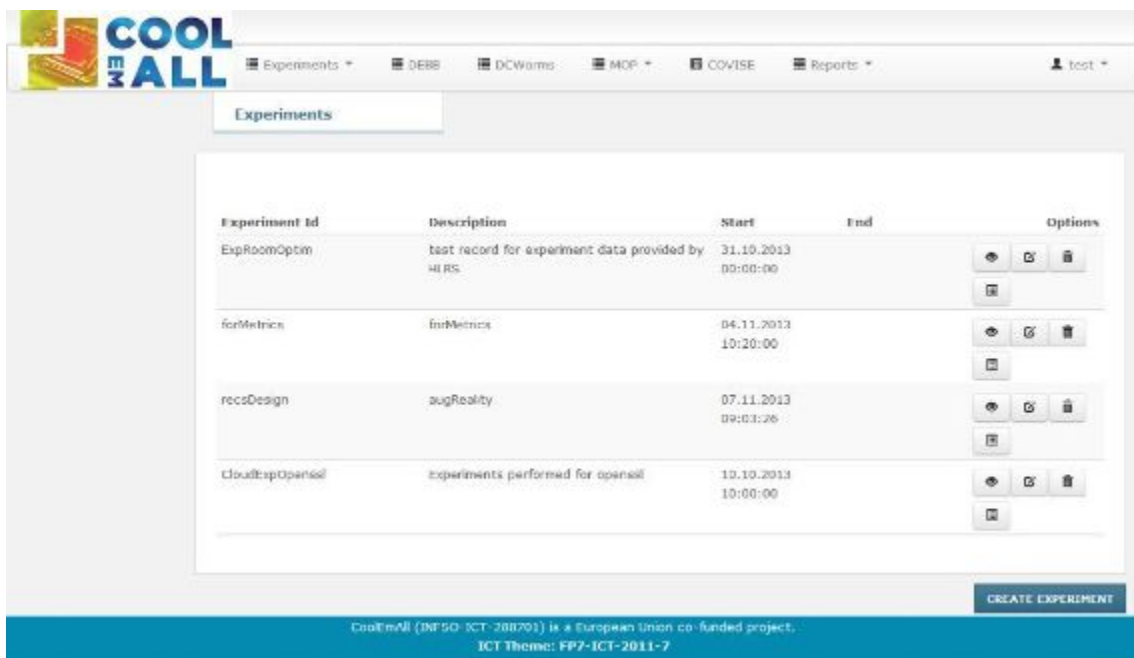 COOL
EM ALL
Experiments DEBB DCWorms MOP COVISE Reports test
Experiments
Experiment Id Description Start End Options
ExpRoomOptim test record for experiment data provided by 31.10.2013
HLRS 00:00:00
forMetrics forMetrics 04.11.2013
10:20:00
recsDesign augReality 07.11.2013
09:03:26
CloudExpOpenssl Experiments performed for openssl 10.10.2013
10:00:00
CREATE EXPERIMENT
CoolEmAll (INFSO-ICT-288701) is a European Union co-funded project.
ICT Theme: FP7-ICT-2011-7